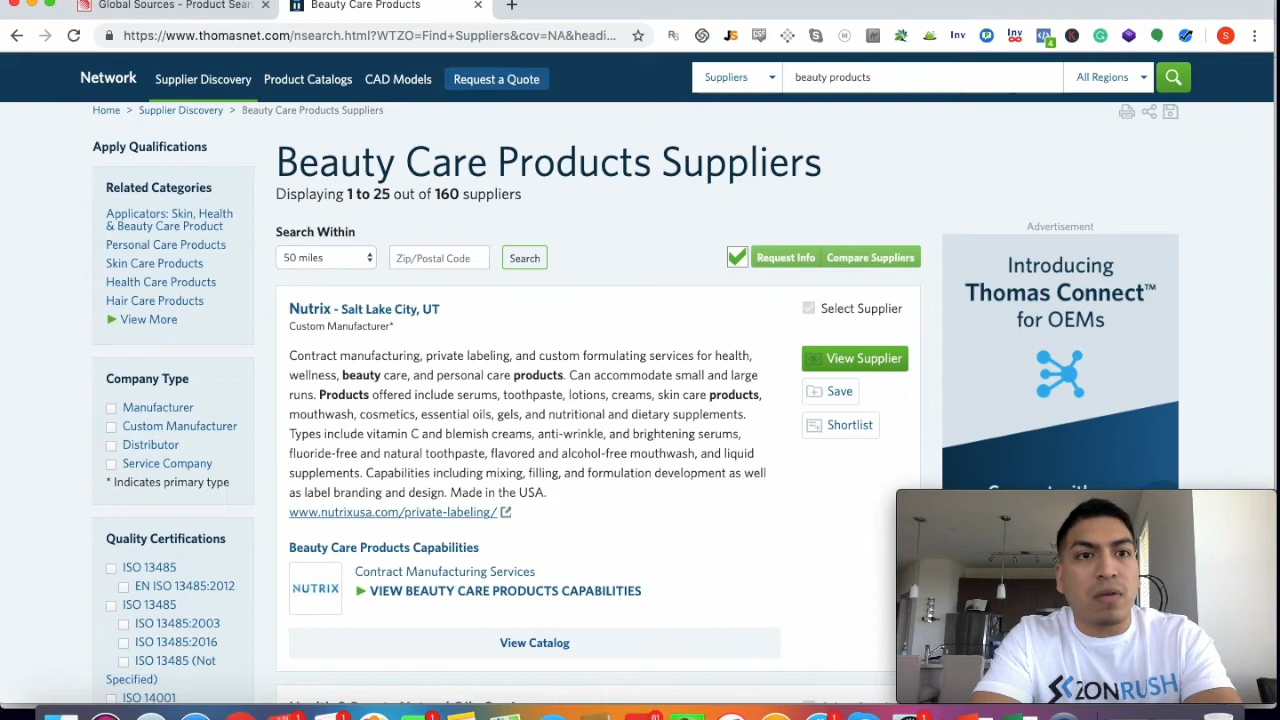 Global Sources - Product Sear
Beauty Care Products
https://www.thomasnet.com/nsearch.html?WTZO=Find+Suppliers&cov=NA&headi...
Network
Supplier Discovery
Product Catalogs
CAD Models
Request a Quote
Suppliers
beauty products
All Regions
Home > Supplier Discovery > Beauty Care Products Suppliers
Apply Qualifications
Related Categories
Applicators: Skin, Health
& Beauty Care Product
Personal Care Products
Skin Care Products
Health Care Products
Hair Care Products
View More
Company Type
Manufacturer
Custom Manufacturer
Distributor
Service Company
* Indicates primary type
Quality Certifications
ISO 13485
EN ISO 13485:2012
ISO 13485
ISO 13485:2003
ISO 13485:2016
ISO 13485 (Not
Specified)
ISO 14001
Beauty Care Products Suppliers
Displaying 1 to 25 out of 160 suppliers
Search Within
50 miles
Zip/Postal Code
Search
Request Info
Compare Suppliers
Nutrix - Salt Lake City, UT
Custom Manufacturer*
Select Supplier
Contract manufacturing, private labeling, and custom formulating services for health,
wellness, beauty care, and personal care products. Can accommodate small and large
runs. Products offered include serums, toothpaste, lotions, creams, skin care products,
mouthwash, cosmetics, essential oils, gels, and nutritional and dietary supplements.
Types include vitamin C and blemish creams, anti-wrinkle, and brightening serums,
fluoride-free and natural toothpaste, flavored and alcohol-free mouthwash, and liquid
supplements. Capabilities including mixing, filling, and formulation development as well
as label branding and design. Made in the USA.
www.nutrixusa.com/private-labeling/
View Supplier
Save
Shortlist
Beauty Care Products Capabilities
NUTRIX
Contract Manufacturing Services
VIEW BEAUTY CARE PRODUCTS CAPABILITIES
View Catalog
Advertisement
Introducing
Thomas Connect™
for OEMs
ZONRUSH